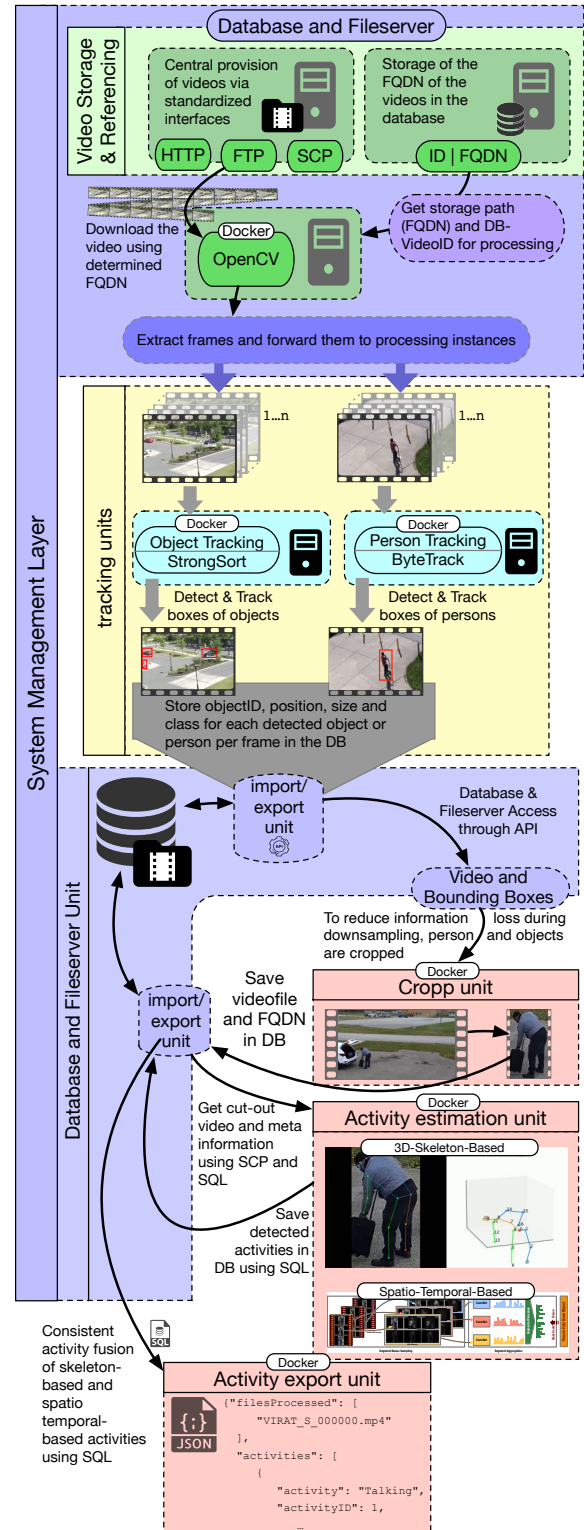 System Management Layer
Database and Fileserver
Video Storage
& Referencing
Central provision
of videos via
standardized
interfaces
HTTP
FTP
SCP
Storage of the
FQDN of the
videos in the
database
ID | FQDN
Download the
video using
determined
FQDN
Docker
OpenCV
Get storage path
(FQDN) and DB-
VideoID for processing
Extract frames and forward them to processing instances
tracking units
1…n
1…n
Docker
Object Tracking
StrongSort
Docker
Person Tracking
ByteTrack
Detect & Track
boxes of objects
Detect & Track
boxes of persons
Store objectID, position, size and
class for each detected object or
person per frame in the DB
Database and Fileserver Unit
import/
export
unit
API
Database &
Fileserver Access
through API
Video and
Bounding Boxes
To reduce information loss during
downsampling, person and objects
are cropped
Docker
Cropp unit
import/
export
unit
Save
videofile
and FQDN
in DB
Get cut-out
video and meta
information
using SCP and
SQL
Docker
Activity estimation unit
3D-Skeleton-Based
Save
detected
activities in
DB using SQL
Spatio-Temporal-Based
SQL
Consistent
activity fusion
of skeleton-
based and
spatio
temporal-
based activities
using SQL
Docker
Activity export unit
{;}
JSON
{"filesProcessed": [
"VIRAT_S_000000.mp4"
],
"activities": [
{
"activity": "Talking",
"activityID": 1,
…